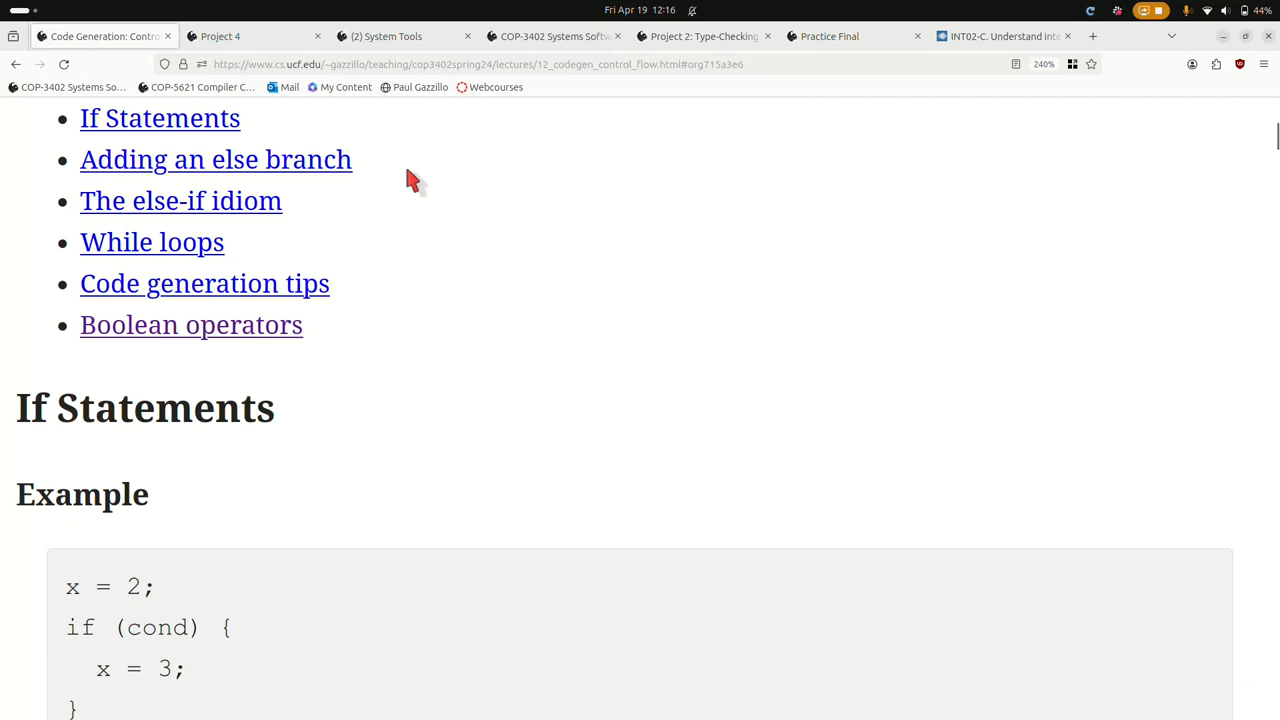 Fri Apr 19 12:16
44%
Code Generation: Contro
Project 4
(2) System Tools
COP-3402 Systems Softw
Project 2: Type-Checking
Practice Final
INT02-C. Understand inte
https://www.cs.ucf.edu/~gazzillo/teaching/cop3402spring24/lectures/12_codegen_control_flow.html#org715a3e6
240%
COP-3402 Systems So...
COP-5621 Compiler C...
Mail
My Content
Paul Gazzillo
Webcourses
• If Statements
• Adding an else branch
• The else-if idiom
• While loops
• Code generation tips
• Boolean operators
If Statements
Example
x = 2;
if (cond) {
x = 3;
}